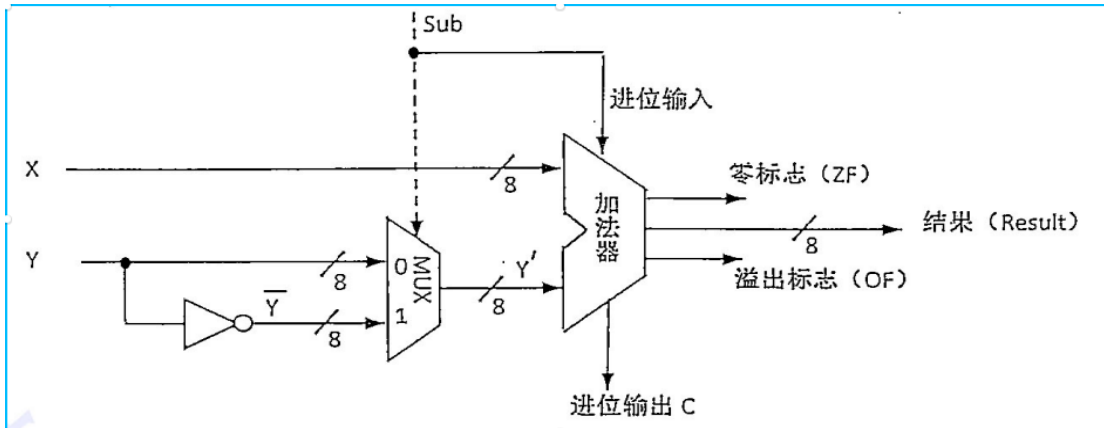 Sub
进位输入
X
8
零标志（ZF）
加法器
8
结果（Result）
Y
8
0
MUX
Y′
8
溢出标志（OF）
Y̅
8
1
进位输出 C